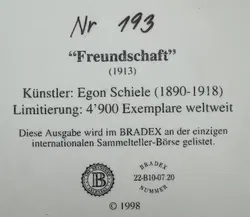 Nr 193
“Freundschaft”
(1913)
Künstler: Egon Schiele (1890-1918)
Limitierung: 4'900 Exemplare weltweit
Diese Ausgabe wird im BRADEX an der einzigen
internationalen Sammelteller-Börse gelistet.
B
BRADEX
22-B10-07.20
NUMMER
© 1998